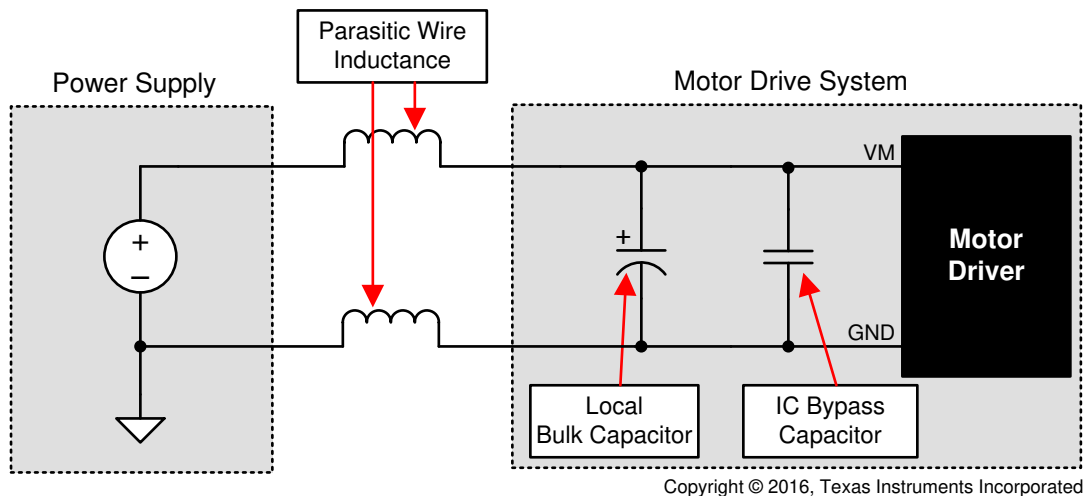 Parasitic Wire
Inductance
Power Supply
Motor Drive System
VM
+
–
+
Motor
Driver
GND
Local
Bulk Capacitor
IC Bypass
Capacitor
Copyright © 2016, Texas Instruments Incorporated